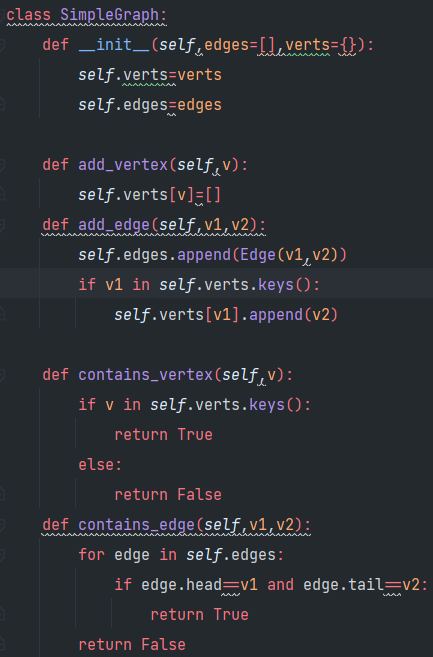 class SimpleGraph:
    def __init__(self,edges=[],verts={}):
        self.verts=verts
        self.edges=edges

    def add_vertex(self,v):
        self.verts[v]=[]
    def add_edge(self,v1,v2):
        self.edges.append(Edge(v1,v2))
        if v1 in self.verts.keys():
            self.verts[v1].append(v2)

    def contains_vertex(self,v):
        if v in self.verts.keys():
            return True
        else:
            return False
    def contains_edge(self,v1,v2):
        for edge in self.edges:
            if edge.head==v1 and edge.tail==v2:
                return True
        return False